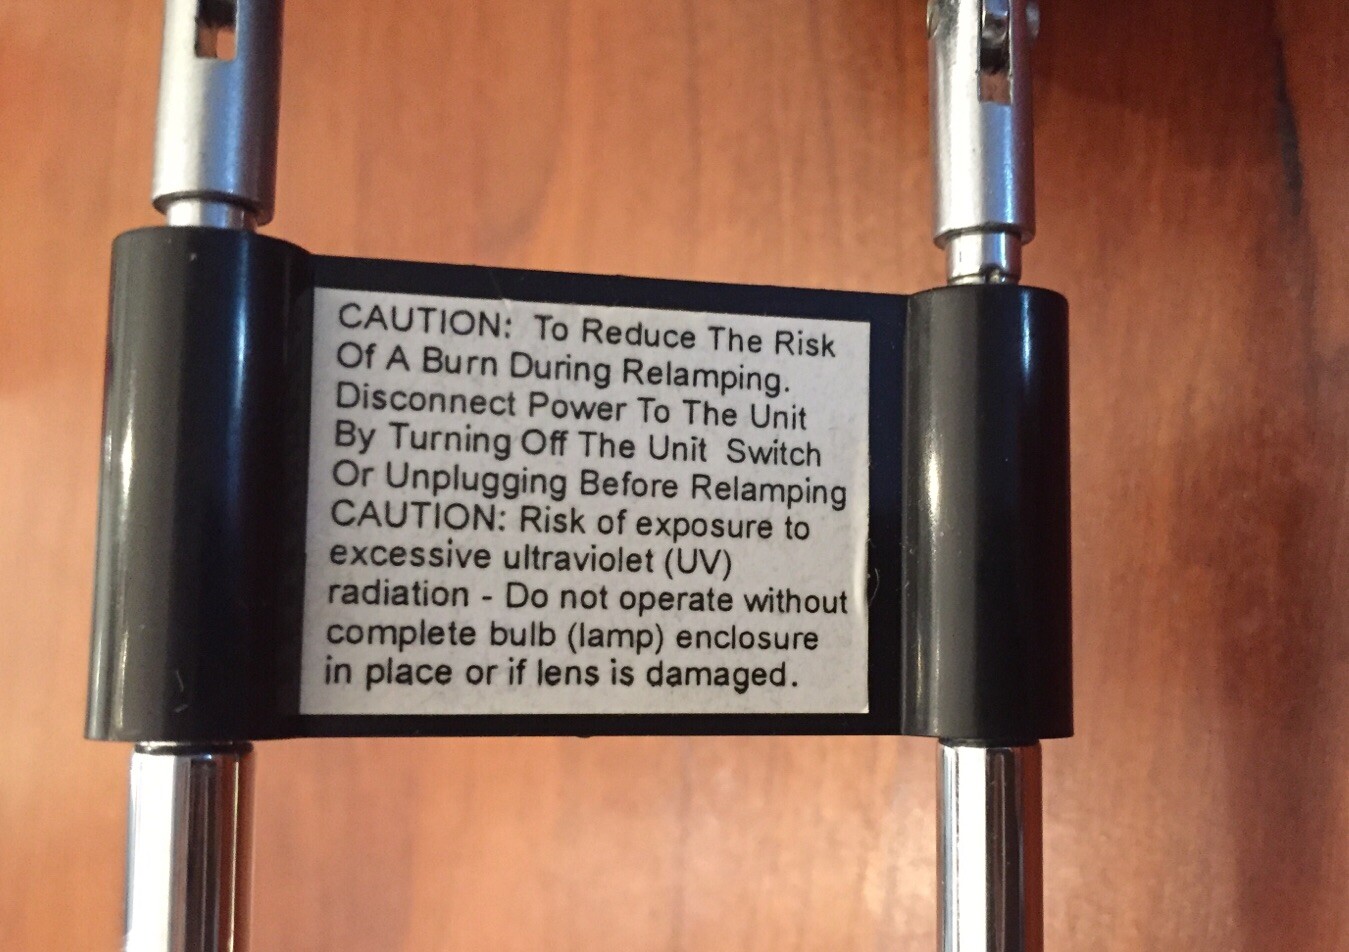 CAUTION: To Reduce The Risk
Of A Burn During Relamping.
Disconnect Power To The Unit
By Turning Off The Unit Switch
Or Unplugging Before Relamping
CAUTION: Risk of exposure to
excessive ultraviolet (UV)
radiation - Do not operate without
complete bulb (lamp) enclosure
in place or if lens is damaged.